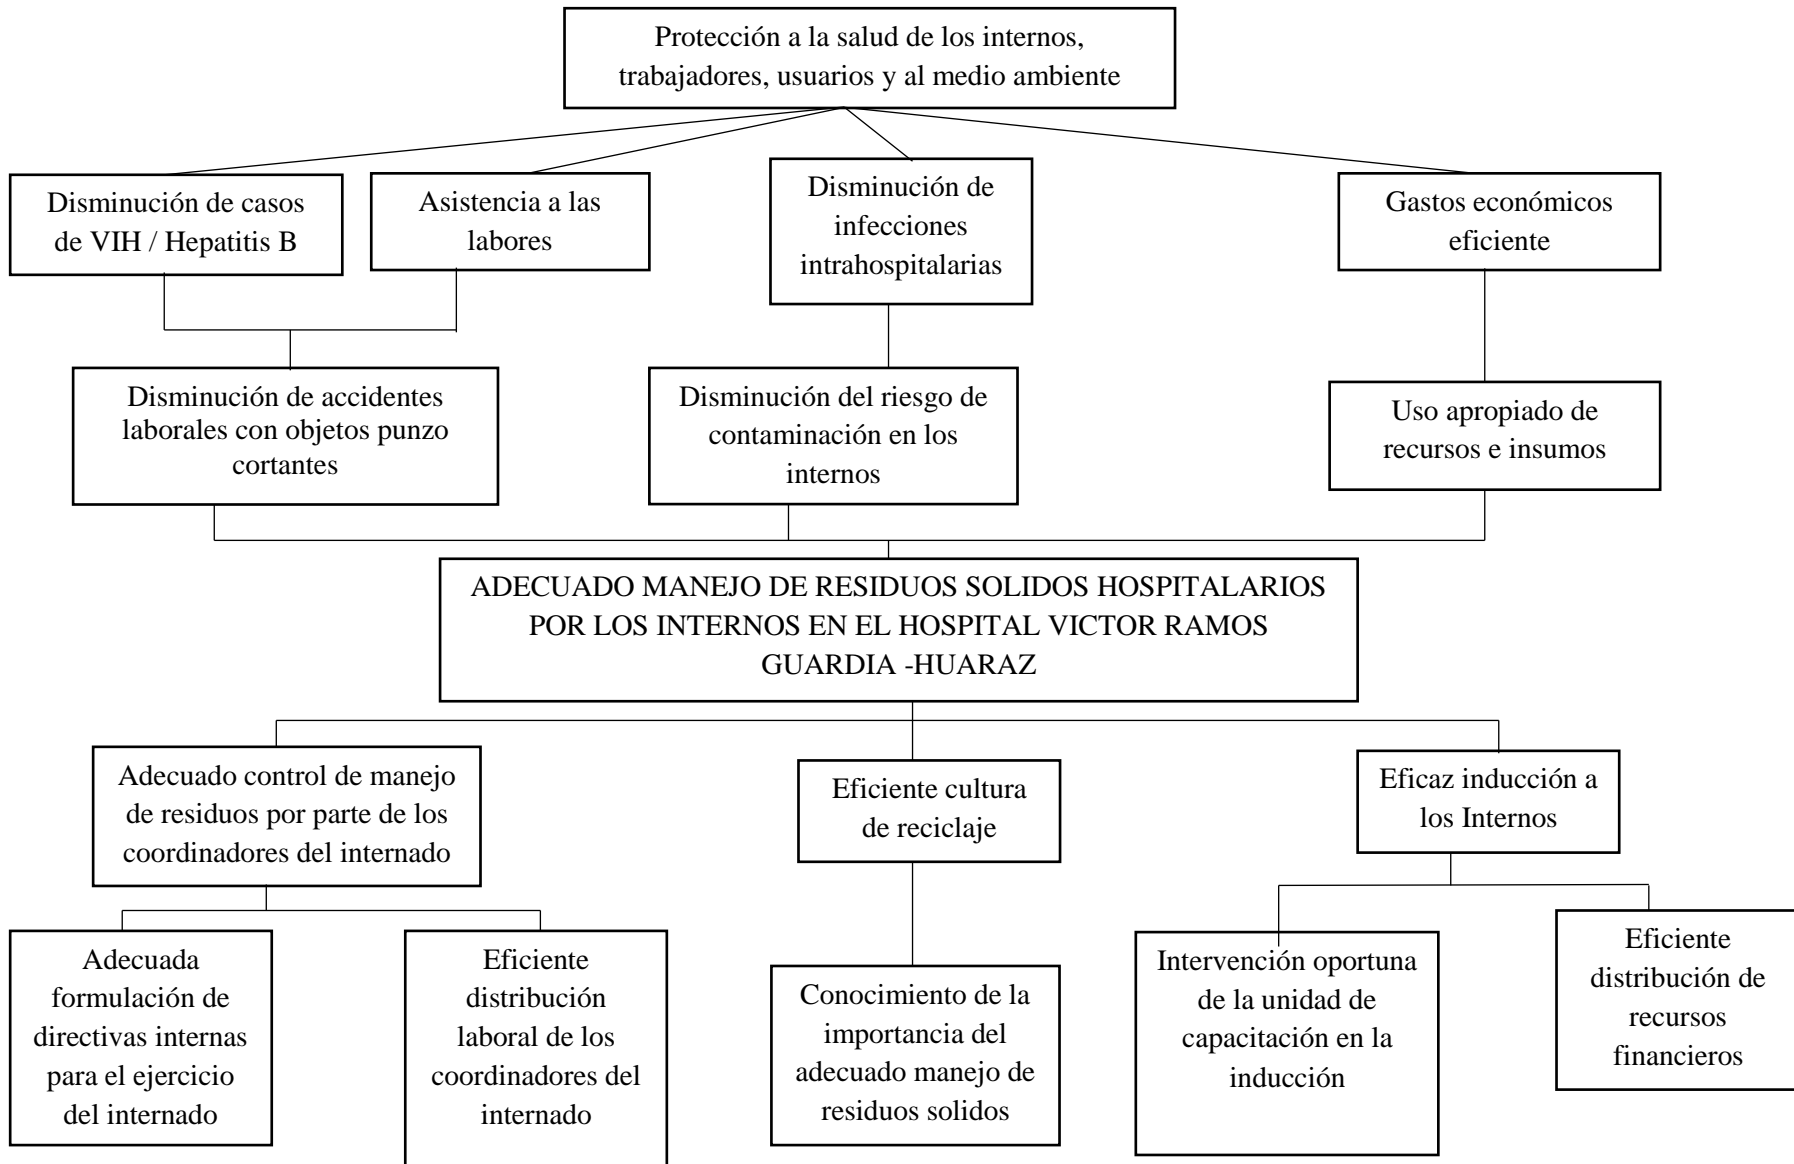 Protección a la salud de los internos,
trabajadores, usuarios y al medio ambiente
Disminución de casos
de VIH / Hepatitis B
Asistencia a las
labores
Disminución de
infecciones
intrahospitalarias
Gastos económicos
eficiente
Disminución de accidentes
laborales con objetos punzo
cortantes
Disminución del riesgo de
contaminación en los
internos
Uso apropiado de
recursos e insumos
ADECUADO MANEJO DE RESIDUOS SOLIDOS HOSPITALARIOS
POR LOS INTERNOS EN EL HOSPITAL VICTOR RAMOS
GUARDIA -HUARAZ
Adecuado control de manejo
de residuos por parte de los
coordinadores del internado
Eficiente cultura
de reciclaje
Eficaz inducción a
los Internos
Adecuada
formulación de
directivas internas
para el ejercicio
del internado
Eficiente
distribución
laboral de los
coordinadores del
internado
Conocimiento de la
importancia del
adecuado manejo de
residuos solidos
Intervención oportuna
de la unidad de
capacitación en la
inducción
Eficiente
distribución de
recursos
financieros